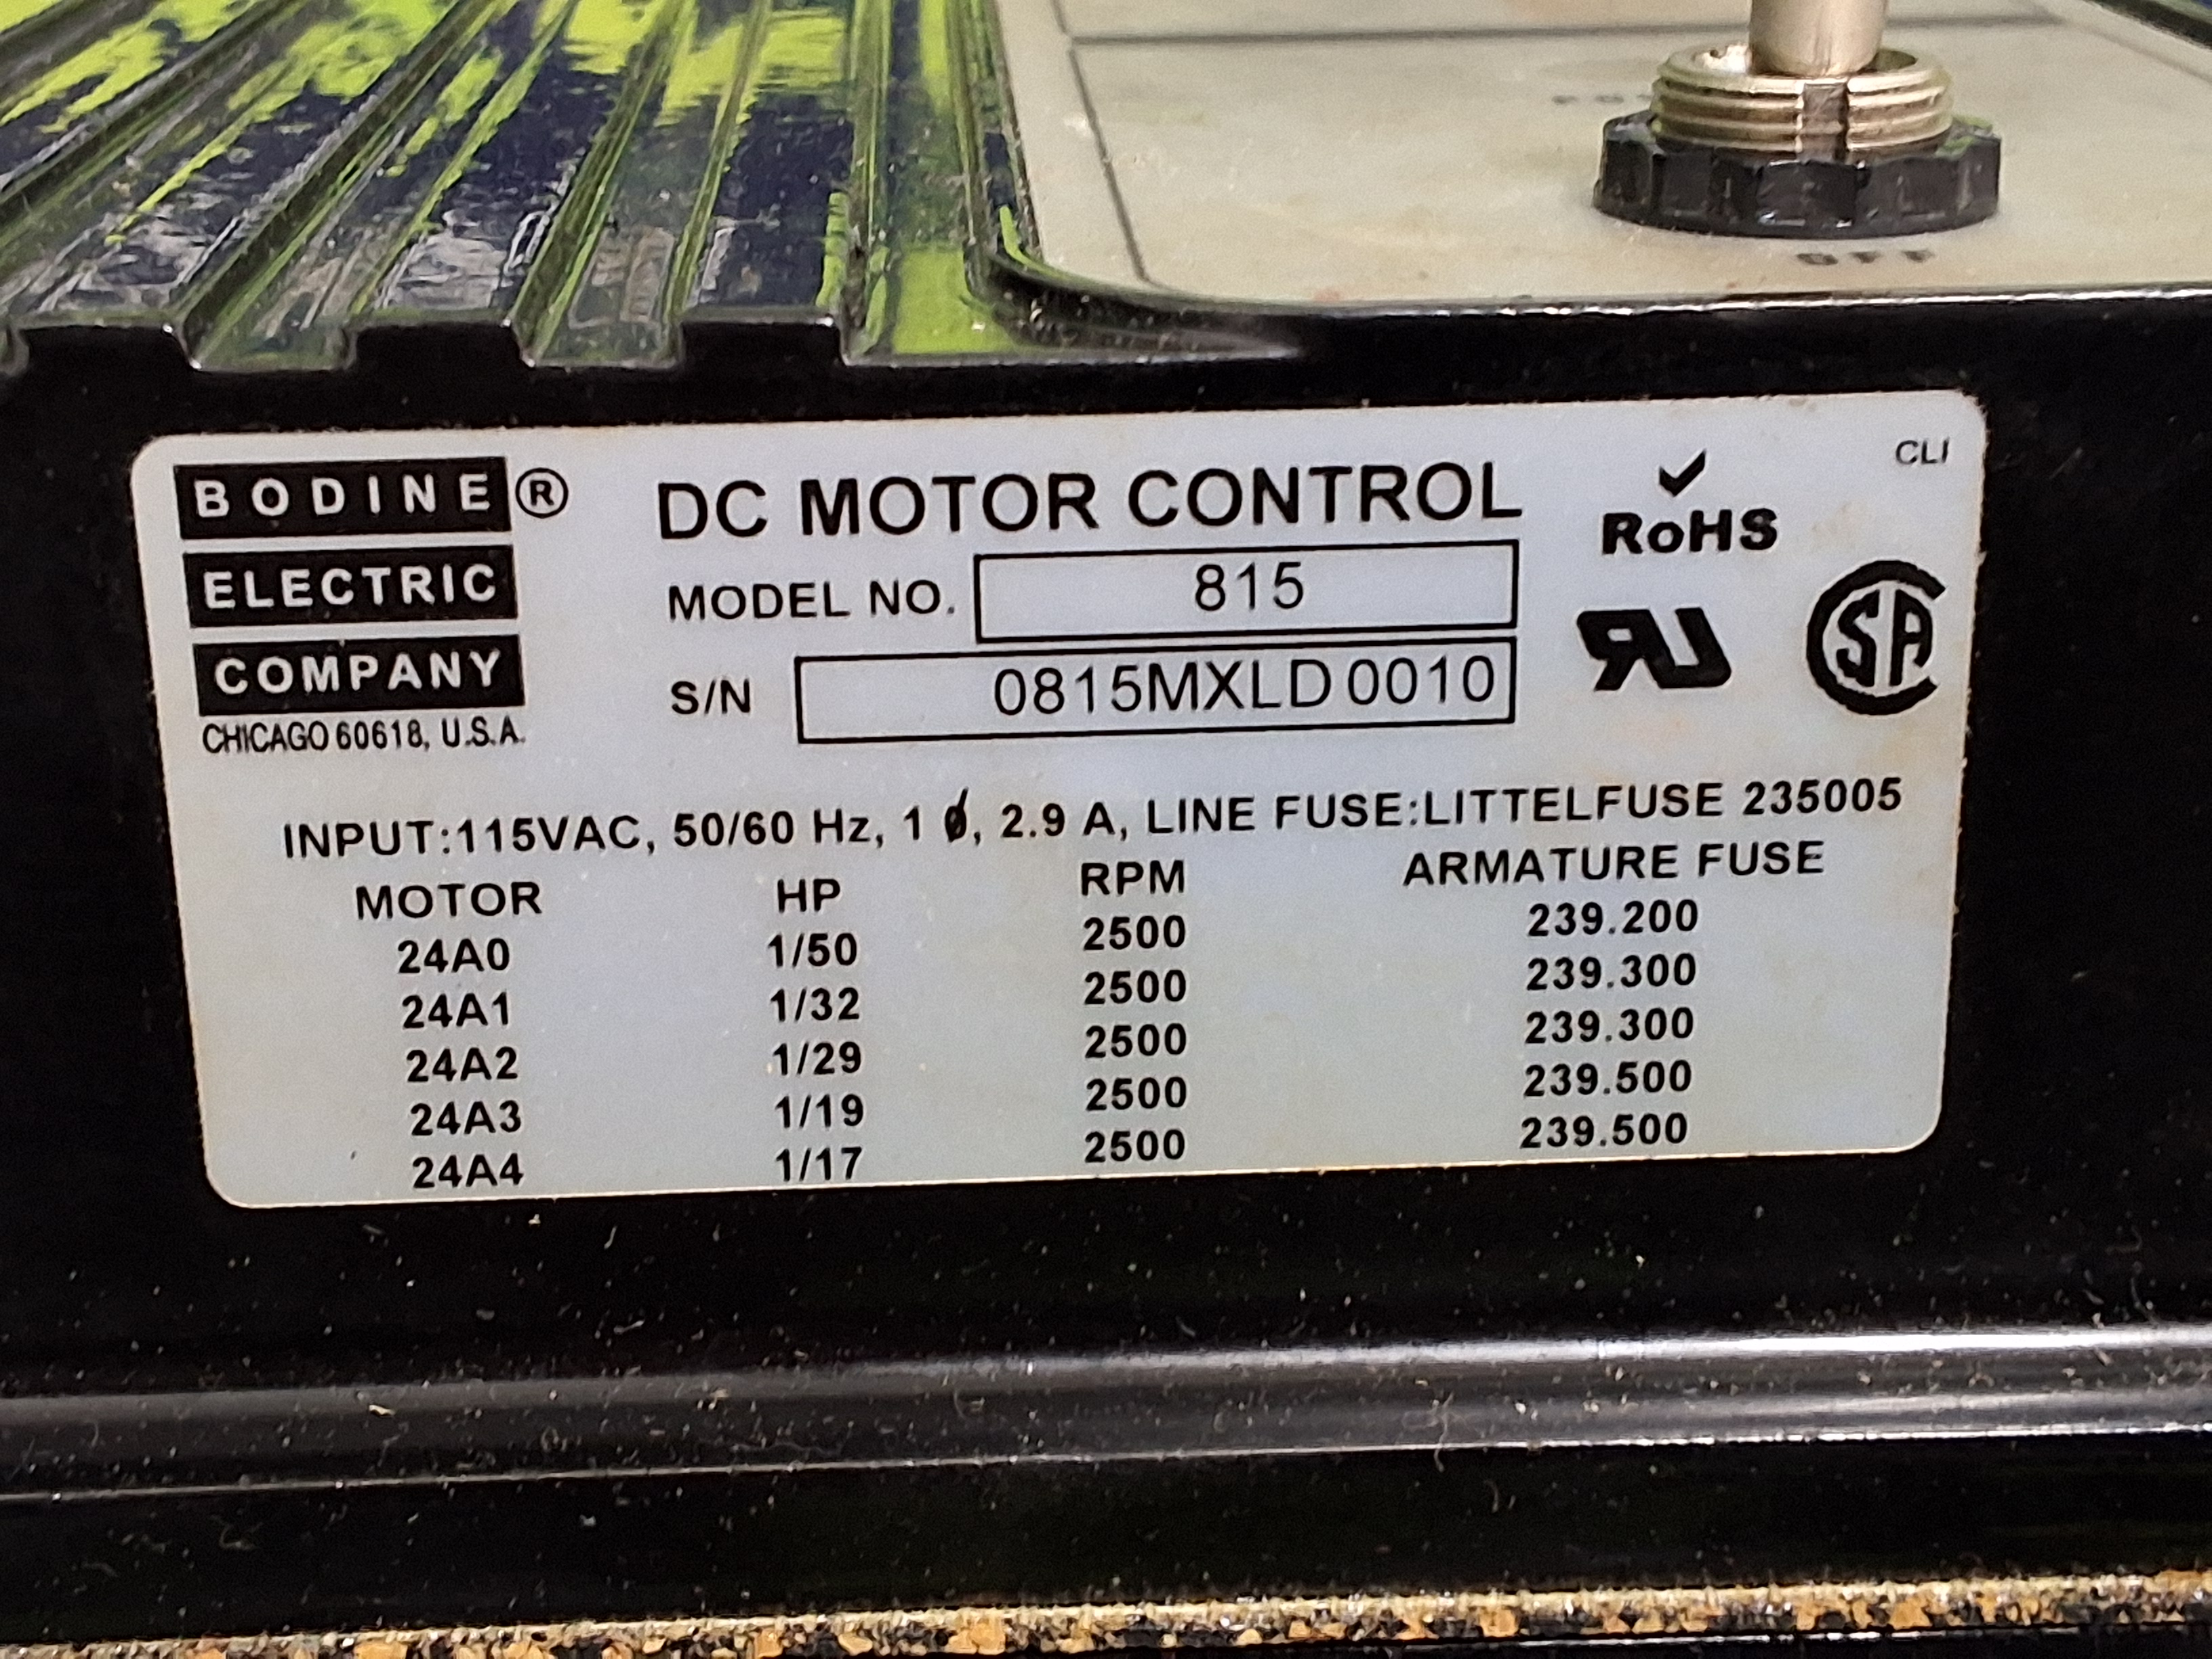 OFF
CLI
BODINE®
ELECTRIC
COMPANY
CHICAGO 60618, U.S.A.
DC MOTOR CONTROL
MODEL NO. 815
S/N 0815MXLD0010
RoHS
INPUT:115VAC, 50/60 Hz, 1 Ø, 2.9 A, LINE FUSE:LITTELFUSE 235005
MOTOR HP RPM ARMATURE FUSE
24A0 1/50 2500 239.200
24A1 1/32 2500 239.300
24A2 1/29 2500 239.300
24A3 1/19 2500 239.500
24A4 1/17 2500 239.500